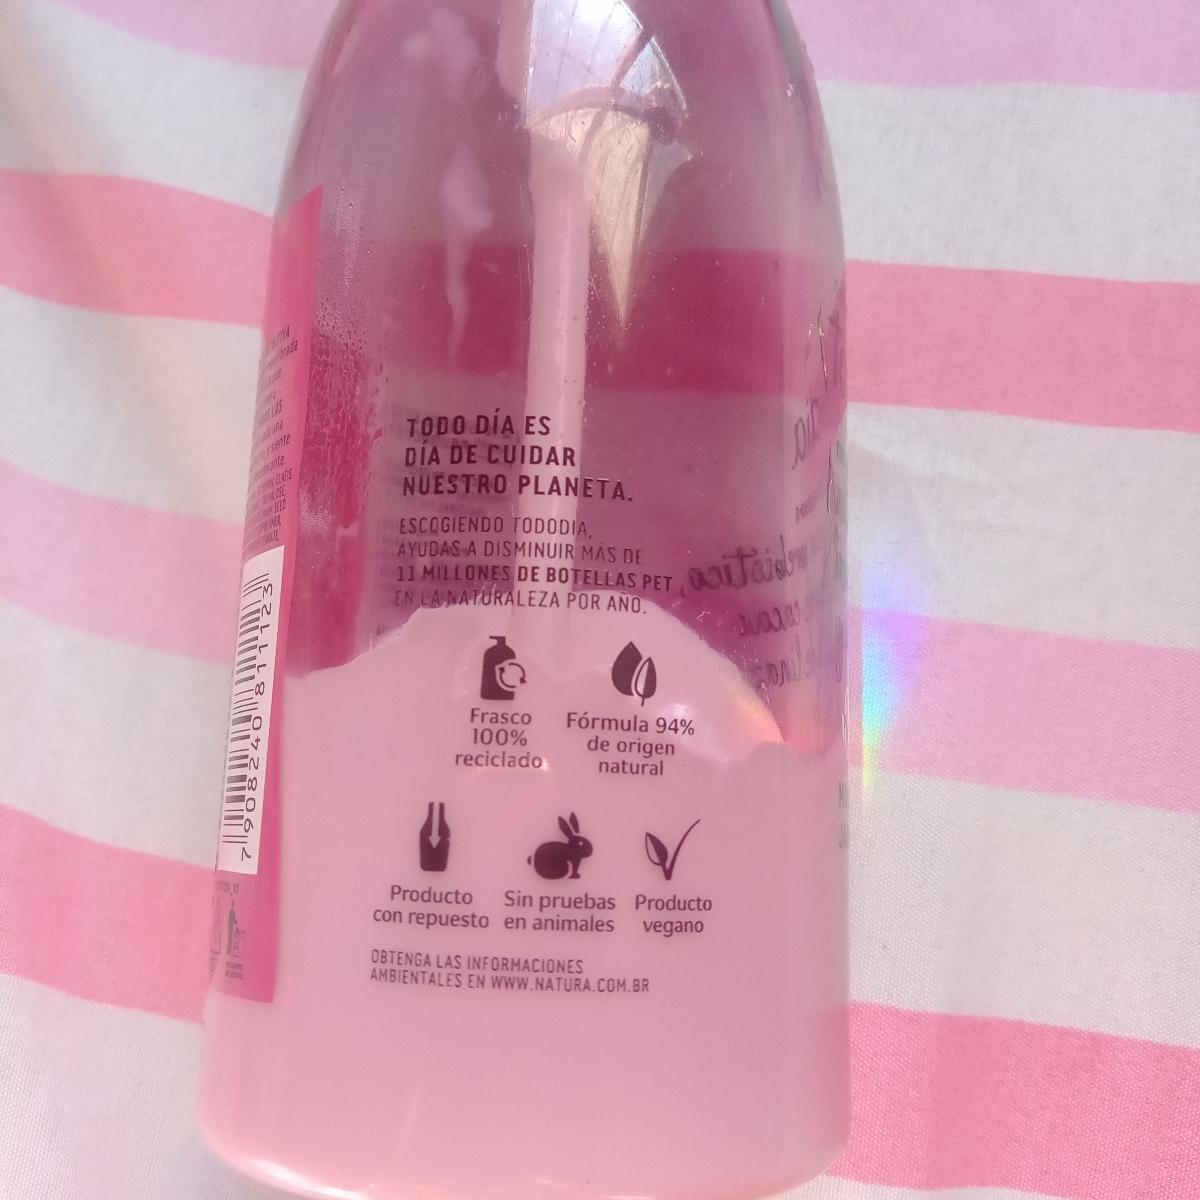 TODO DÍA ES
DÍA DE CUIDAR
NUESTRO PLANETA.
ESCOGIENDO TODODIA,
AYUDAS A DISMINUIR MÁS DE
11 MILLONES DE BOTELLAS PET
EN LA NATURALEZA POR AÑO.
Frasco
100%
reciclado
Fórmula 94%
de origen
natural
Producto
con repuesto
Sin pruebas
en animales
Producto
vegano
OBTENGA LAS INFORMACIONES
AMBIENTALES EN WWW.NATURA.COM.BR
7908240811123